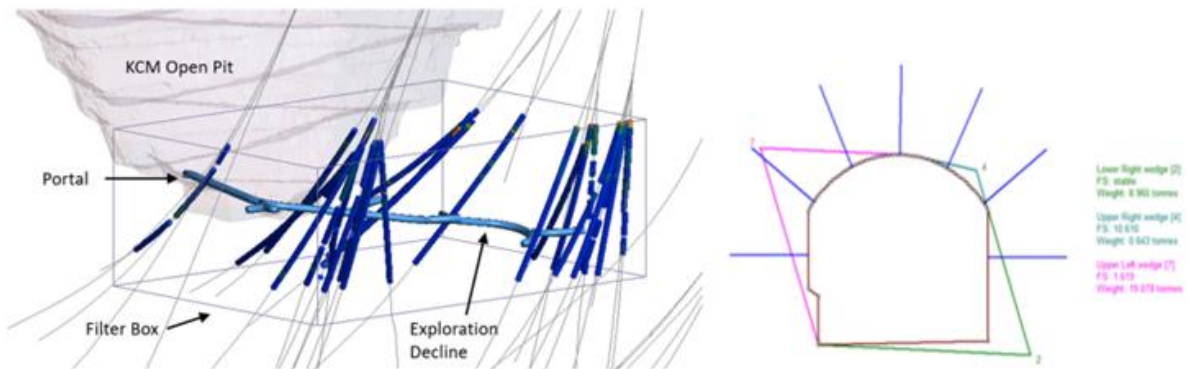 KCM Open Pit
Portal
Filter Box
Exploration
Decline
7
4
2
Lower Right wedge [2]
FS: stable
Weight: 8.960 tonnes
Upper Right wedge [4]
FS: 10.610
Weight: 0.643 tonnes
Upper Left wedge [7]
FS: 1.619
Weight: 19.078 tonnes